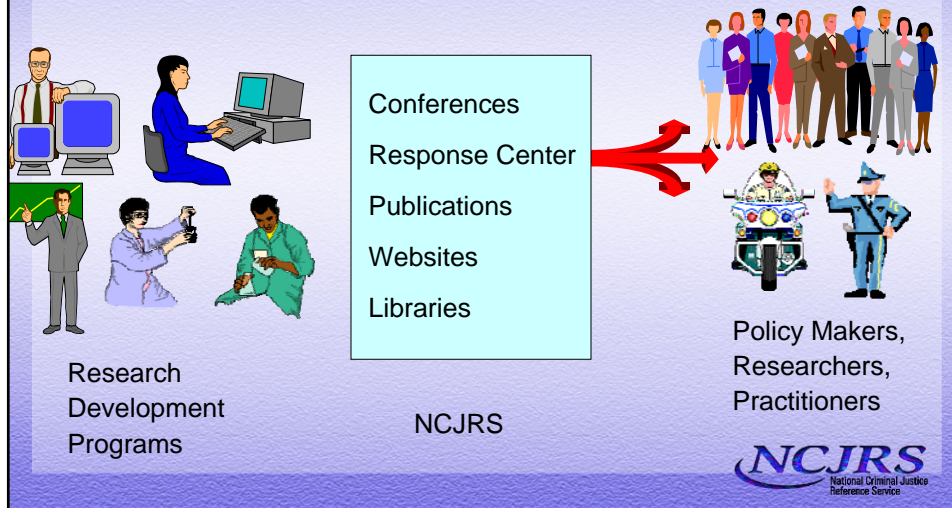 Conferences
Response Center
Publications
Websites
Libraries
Research
Development
Programs
NCJRS
Policy Makers,
Researchers,
Practitioners
NCJRS
National Criminal Justice
Reference Service